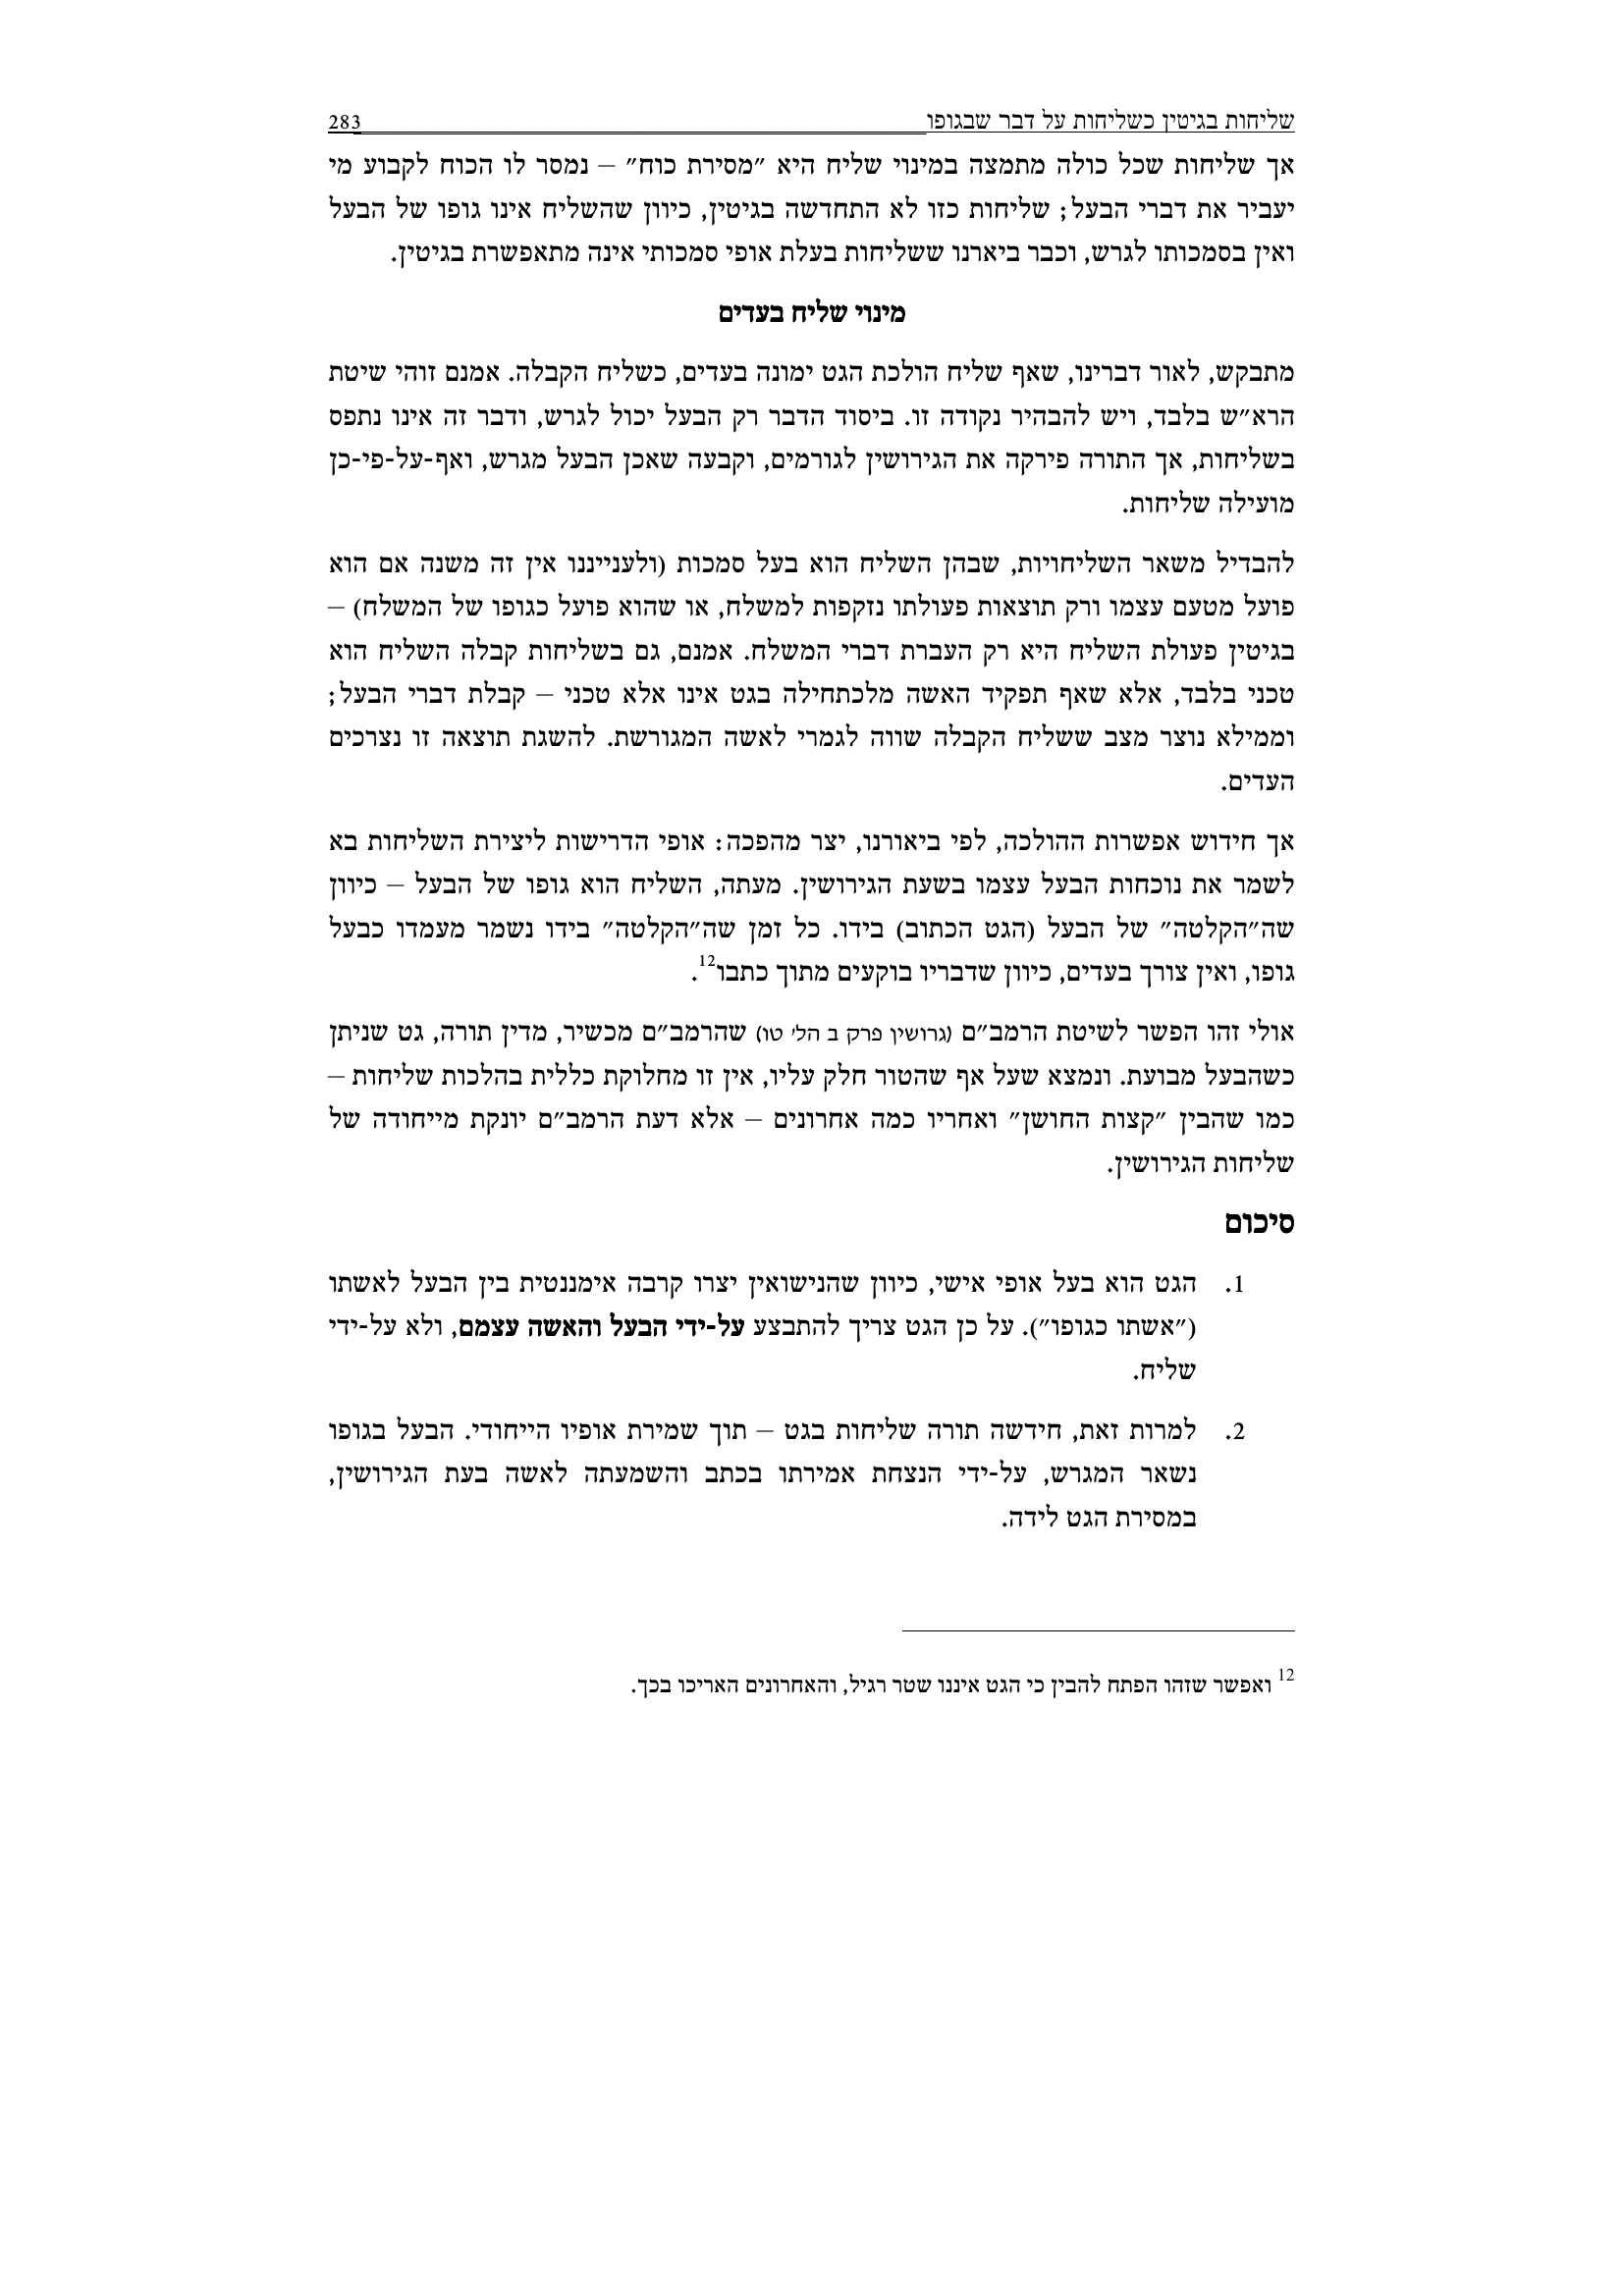 שליחות בגיטין כשליחות על דבר שבגופו 283
אך שליחות שכל כולה מתמצה במינוי שליח היא ״מסירת כוח״ – נמסר לו הכוח לקבוע מי
יעביר את דברי הבעל; שליחות כזו לא התחדשה בגיטין, כיוון שהשליח אינו גופו של הבעל
ואין בסמכותו לגרש, וכבר ביארנו ששליחות בעלת אופי סמכותי אינה מתאפשרת בגיטין.
מינוי שליח בעדים
מתבקש, לאור דברינו, שאף שליח הולכת הגט ימונה בעדים, כשליח הקבלה. אמנם זוהי שיטת
הרא״ש בלבד, ויש להבהיר נקודה זו. ביסוד הדבר רק הבעל יכול לגרש, ודבר זה אינו נתפס
בשליחות, אך התורה פירקה את הגירושין לגורמים, וקבעה שאכן הבעל מגרש, ואף-על-פי-כן
מועילה שליחות.
להבדיל משאר השליחויות, שבהן השליח הוא בעל סמכות (ולענייננו אין זה משנה אם הוא
פועל מטעם עצמו ורק תוצאות פעולתו נזקפות למשלח, או שהוא פועל כגופו של המשלח) –
בגיטין פעולת השליח היא רק העברת דברי המשלח. אמנם, גם בשליחות קבלה השליח הוא
טכני בלבד, אלא שאף תפקיד האשה מלכתחילה בגט אינו אלא טכני – קבלת דברי הבעל;
וממילא נוצר מצב ששליח הקבלה שווה לגמרי לאשה המגורשת. להשגת תוצאה זו נצרכים
העדים.
אך חידוש אפשרות ההולכה, לפי ביאורנו, יצר מהפכה: אופי הדרישות ליצירת השליחות בא
לשמר את נוכחות הבעל עצמו בשעת הגירושין. מעתה, השליח הוא גופו של הבעל – כיוון
שה״הקלטה״ של הבעל (הגט הכתוב) בידו. כל זמן שה״הקלטה״ בידו נשמר מעמדו כבעל
גופו, ואין צורך בעדים, כיוון שדבריו בוקעים מתוך כתבו12.
אולי זהו הפשר לשיטת הרמב״ם (גרושין פרק ב הל׳ טו) שהרמב״ם מכשיר, מדין תורה, גט שניתן
כשהבעל מבועת. ונמצא שעל אף שהטור חלק עליו, אין זו מחלוקת כללית בהלכות שליחות –
כמו שהבין ״קצות החושן״ ואחריו כמה אחרונים – אלא דעת הרמב״ם יונקת מייחודה של
שליחות הגירושין.
סיכום
1. הגט הוא בעל אופי אישי, כיוון שהנישואין יצרו קרבה אימננטית בין הבעל לאשתו
(״אשתו כגופו״). על כן הגט צריך להתבצע על-ידי הבעל והאשה עצמם, ולא על-ידי
שליח.
2. למרות זאת, חידשה תורה שליחות בגט – תוך שמירת אופיו הייחודי. הבעל בגופו
נשאר המגרש, על-ידי הנצחת אמירתו בכתב והשמעתה לאשה בעת הגירושין,
במסירת הגט לידה.
12 ואפשר שזהו הפתח להבין כי הגט איננו שטר רגיל, והאחרונים האריכו בכך.